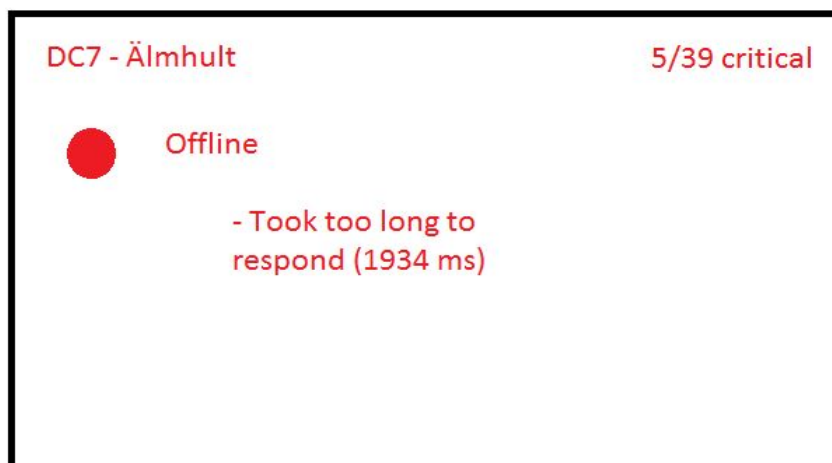 DC7 - Älmhult
5/39 critical
Offline
- Took too long to
respond (1934 ms)